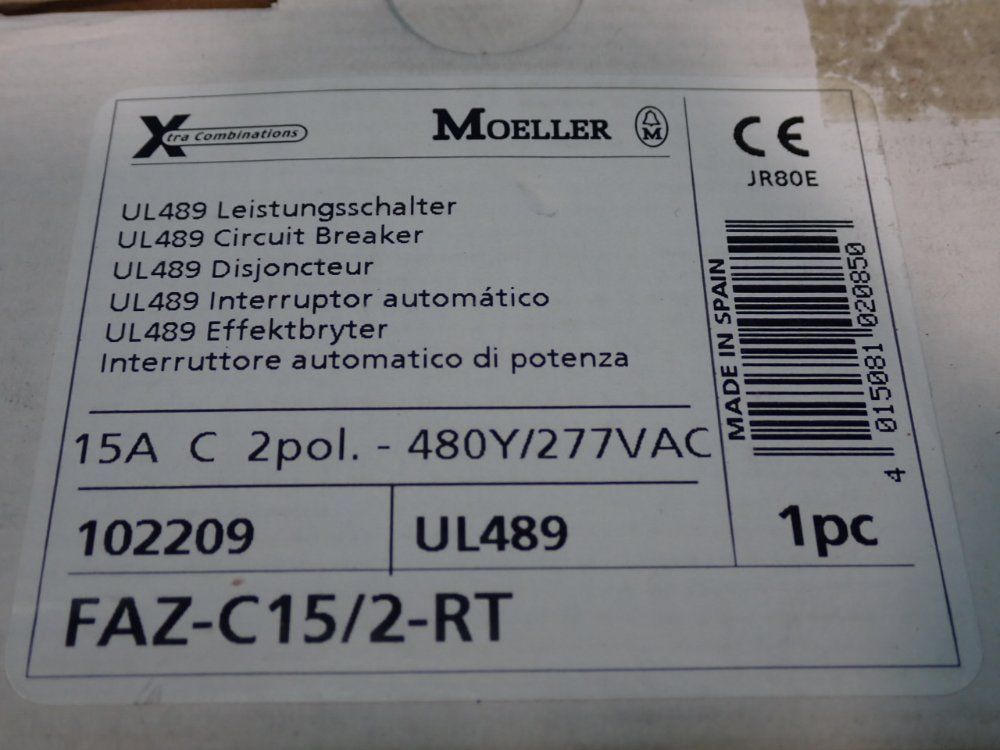 Xtra Combinations
MOELLER
M
CE
JR80E
UL489 Leistungsschalter
UL489 Circuit Breaker
UL489 Disjoncteur
UL489 Interruptor automático
UL489 Effektbryter
Interruttore automatico di potenza
MADE IN SPAIN
4 015081 020850
15A C 2pol. - 480Y/277VAC
102209
UL489
1pc
FAZ-C15/2-RT